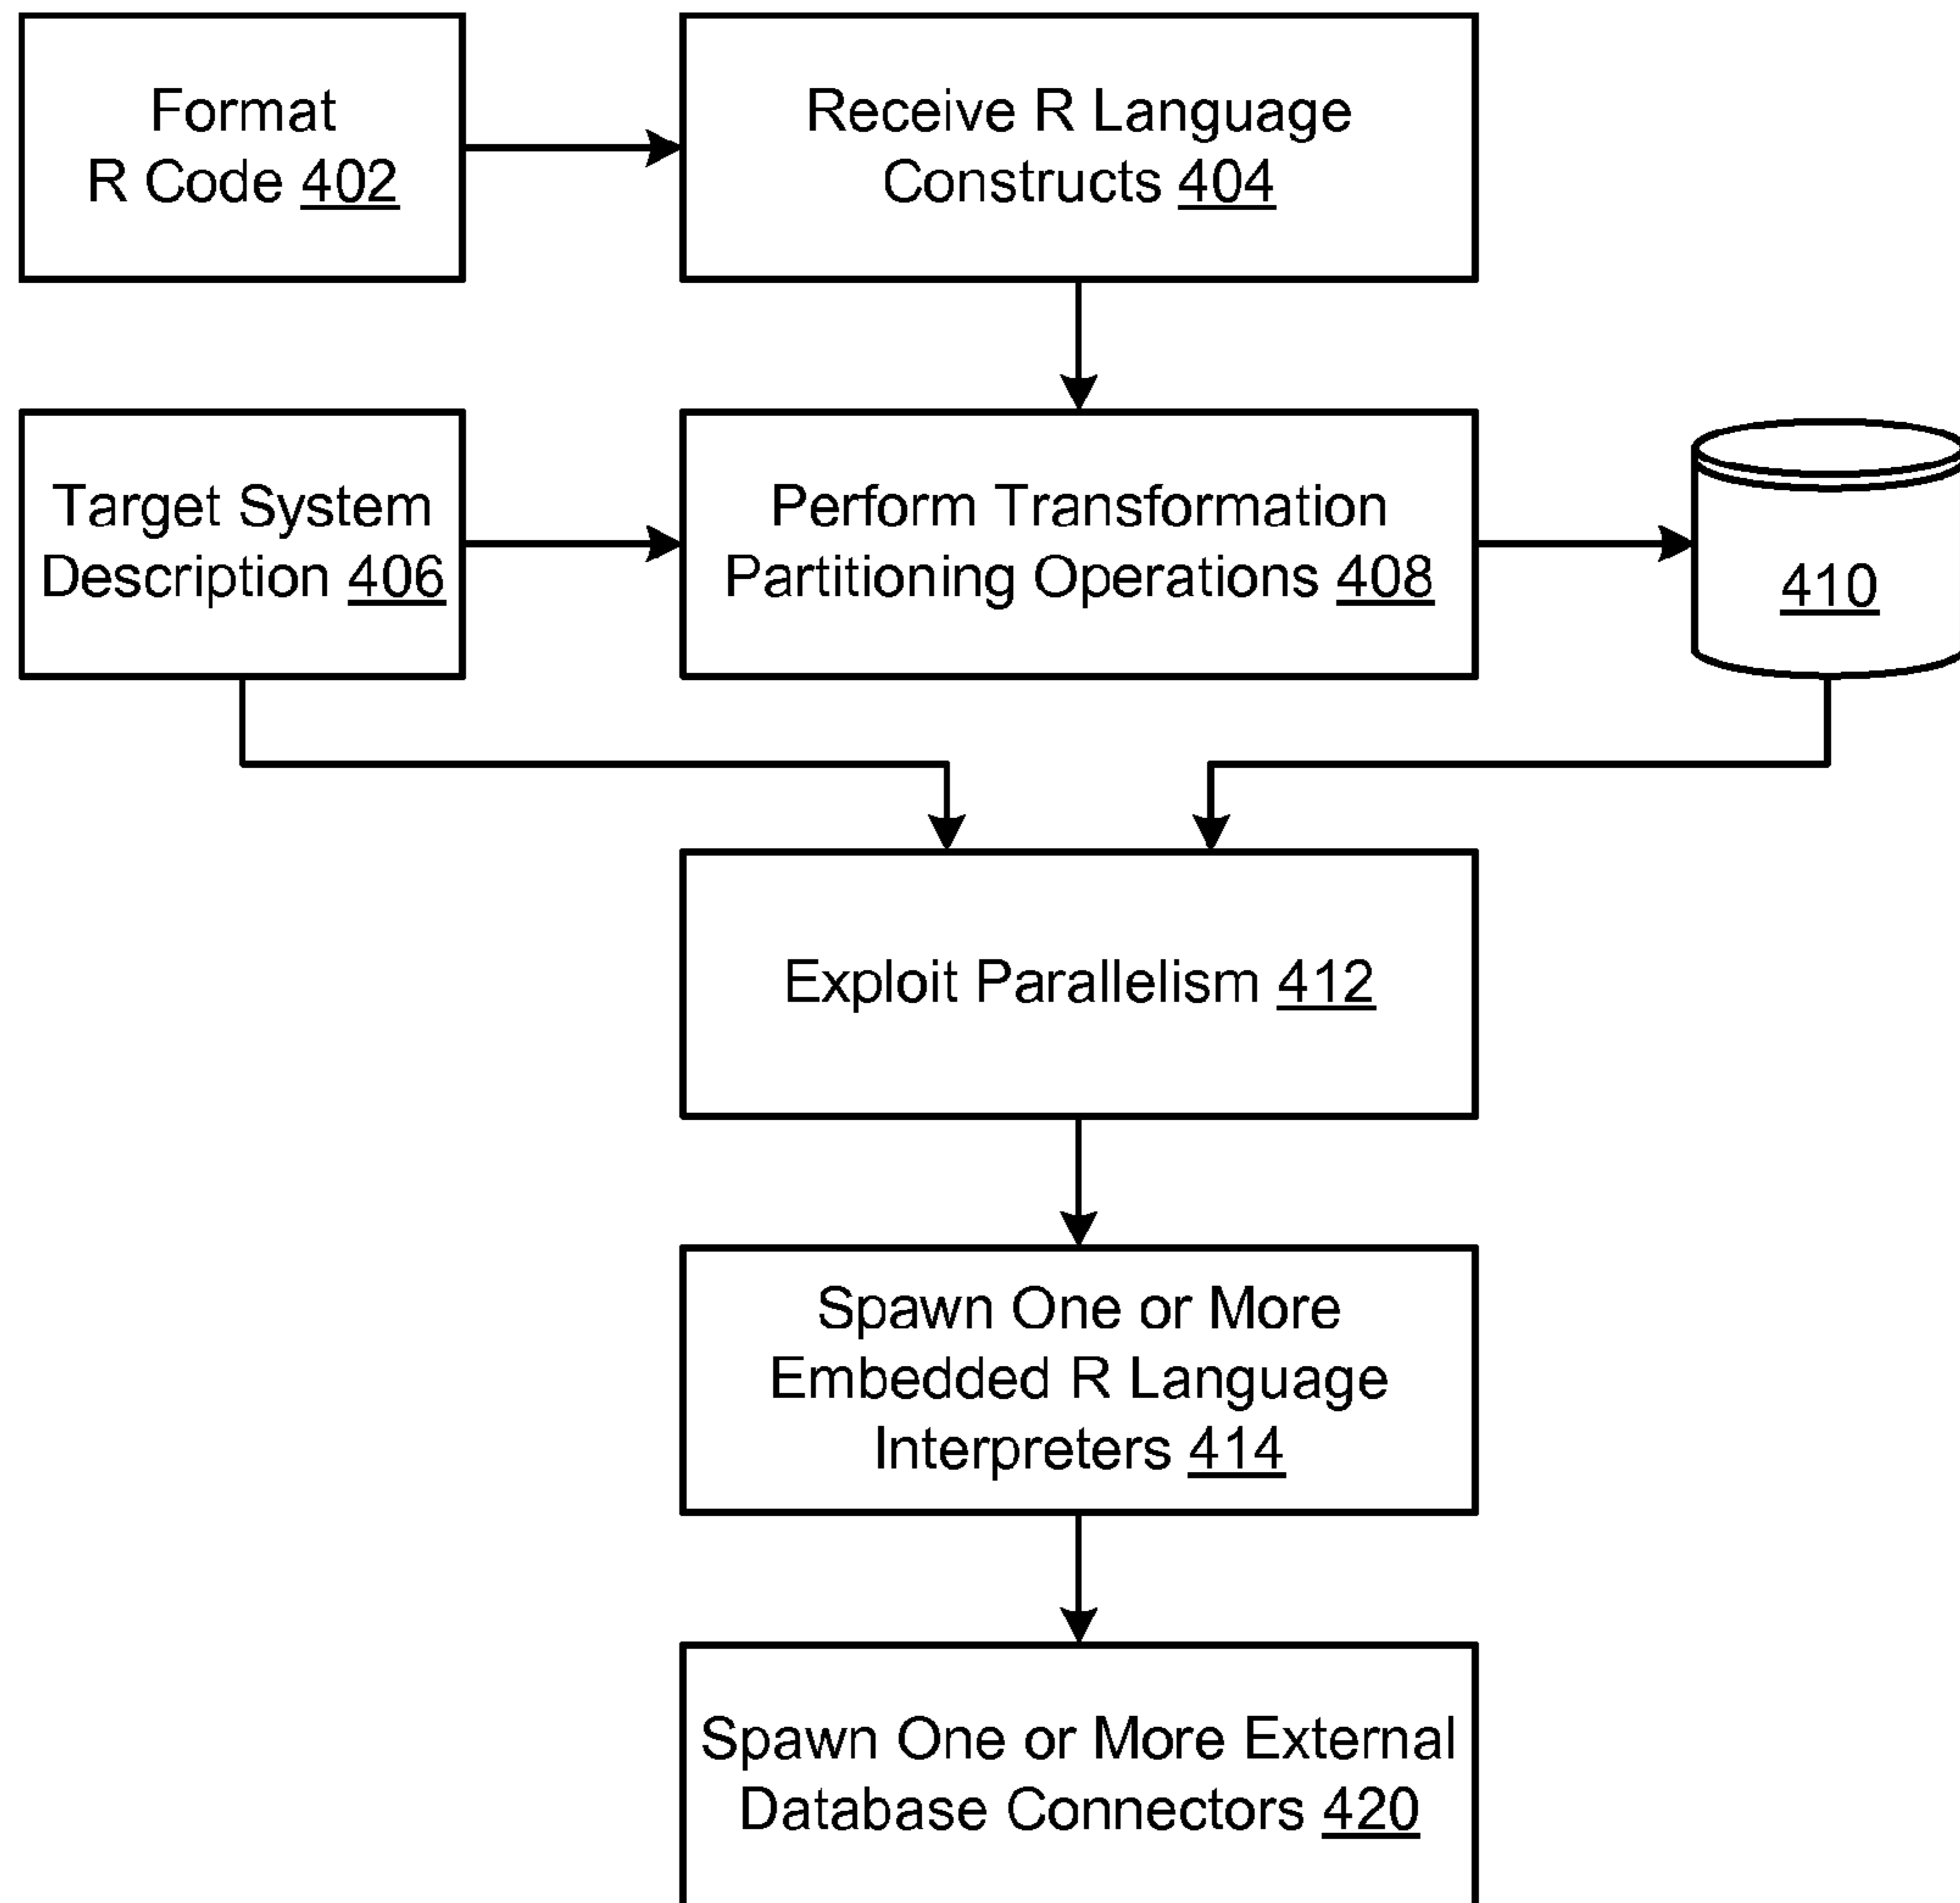 Format
R Code 402
Receive R Language
Constructs 404
Target System
Description 406
Perform Transformation
Partitioning Operations 408
410
Exploit Parallelism 412
Spawn One or More
Embedded R Language
Interpreters 414
Spawn One or More External
Database Connectors 420